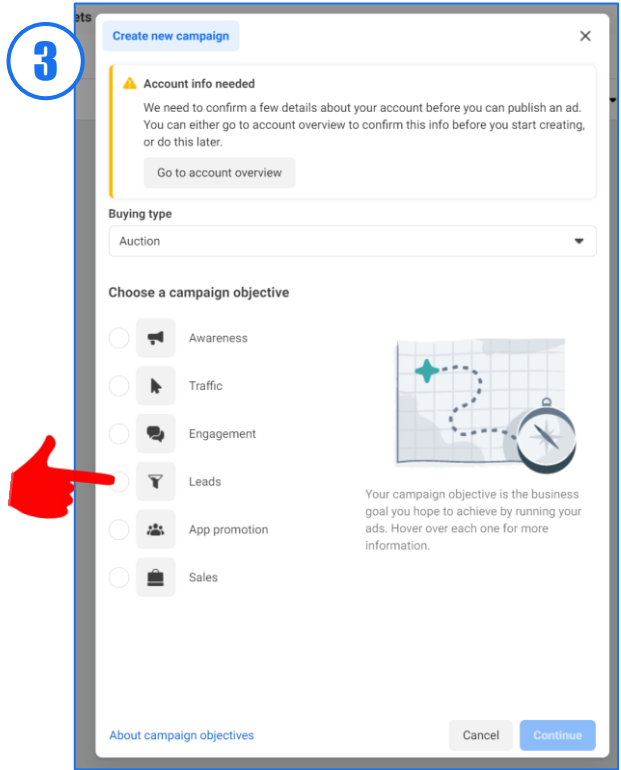 ets
3
Create new campaign
Account info needed
We need to confirm a few details about your account before you can publish an ad.
You can either go to account overview to confirm this info before you start creating,
or do this later.
Go to account overview
Buying type
Auction
Choose a campaign objective
Awareness
Traffic
Engagement
Leads
App promotion
Sales
Your campaign objective is the business
goal you hope to achieve by running your
ads. Hover over each one for more
information.
About campaign objectives
Cancel
Continue